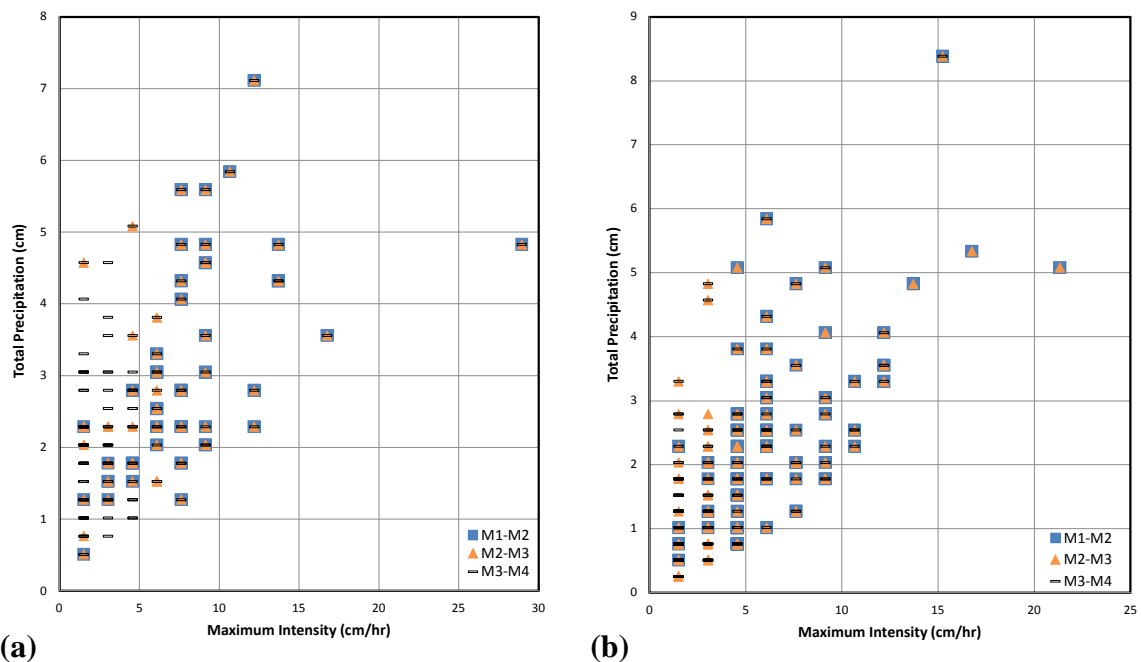 8
7
6
5
4
3
2
1
0
Total Precipitation (cm)
0 5 10 15 20 25 30
Maximum Intensity (cm/hr)
M1-M2
M2-M3
M3-M4
(a)
9
8
7
6
5
4
3
2
1
0
Total Precipitation (cm)
0 5 10 15 20 25
Maximum Intensity (cm/hr)
M1-M2
M2-M3
M3-M4
(b)